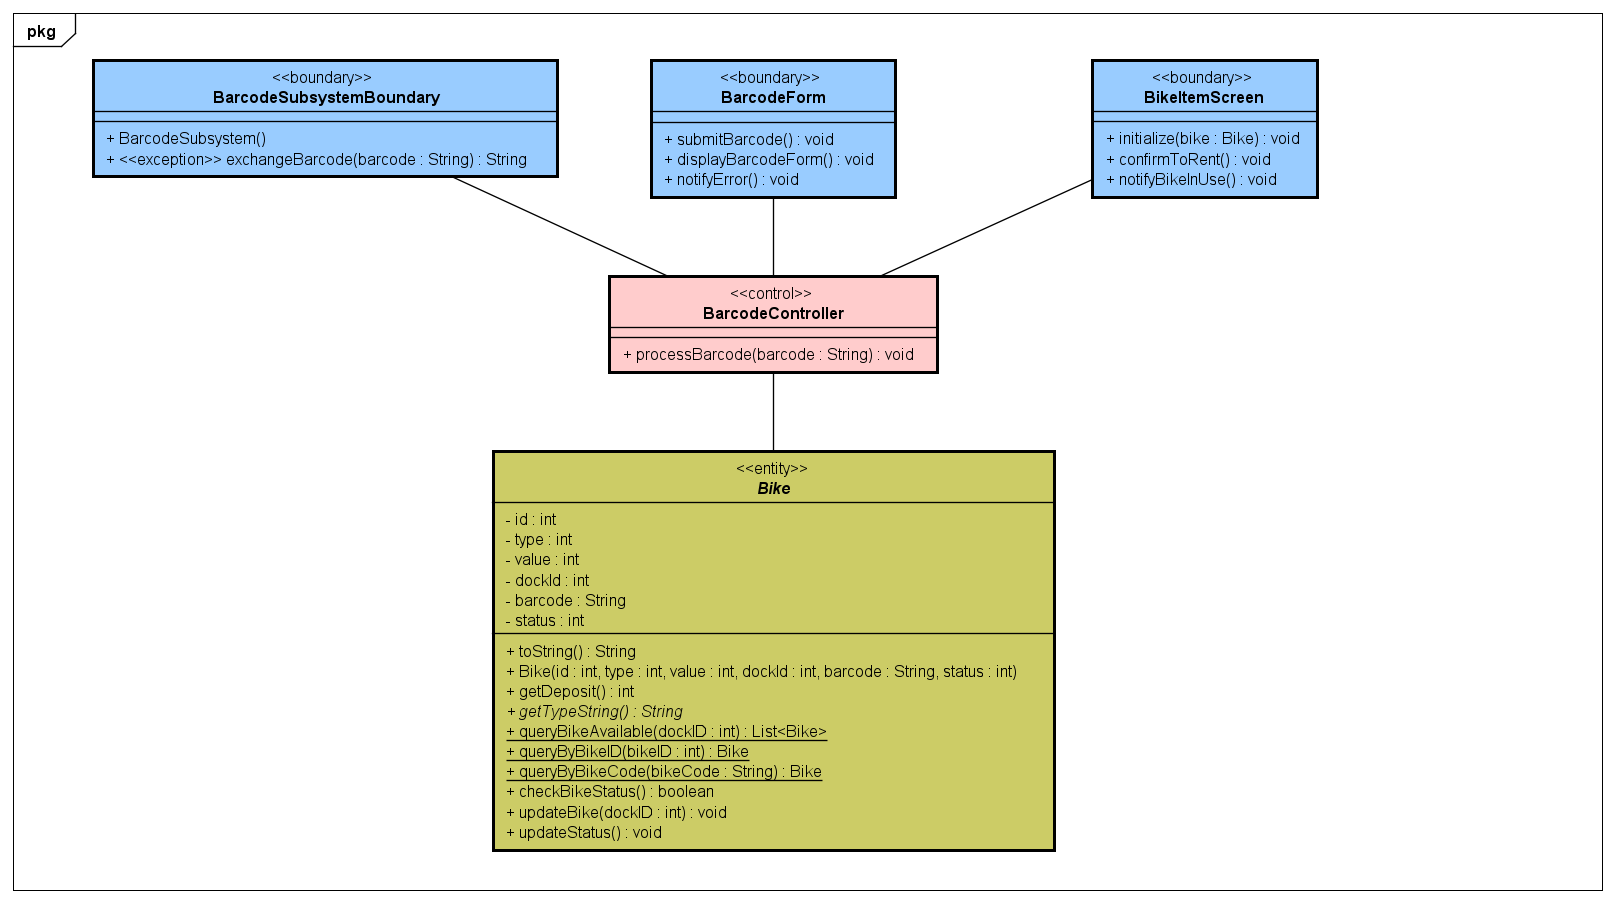 pkg
<<boundary>>
BarcodeSubsystemBoundary
+ BarcodeSubsystem()
+ <<exception>> exchangeBarcode(barcode : String) : String
<<boundary>>
BarcodeForm
+ submitBarcode() : void
+ displayBarcodeForm() : void
+ notifyError() : void
<<boundary>>
BikeItemScreen
+ initialize(bike : Bike) : void
+ confirmToRent() : void
+ notifyBikeInUse() : void
<<control>>
BarcodeController
+ processBarcode(barcode : String) : void
<<entity>>
Bike
- id : int
- type : int
- value : int
- dockId : int
- barcode : String
- status : int
+ toString() : String
+ Bike(id : int, type : int, value : int, dockId : int, barcode : String, status : int)
+ getDeposit() : int
+ getTypeString() : String
+ queryBikeAvailable(dockID : int) : List<Bike>
+ queryByBikeID(bikeID : int) : Bike
+ queryByBikeCode(bikeCode : String) : Bike
+ checkBikeStatus() : boolean
+ updateBike(dockID : int) : void
+ updateStatus() : void